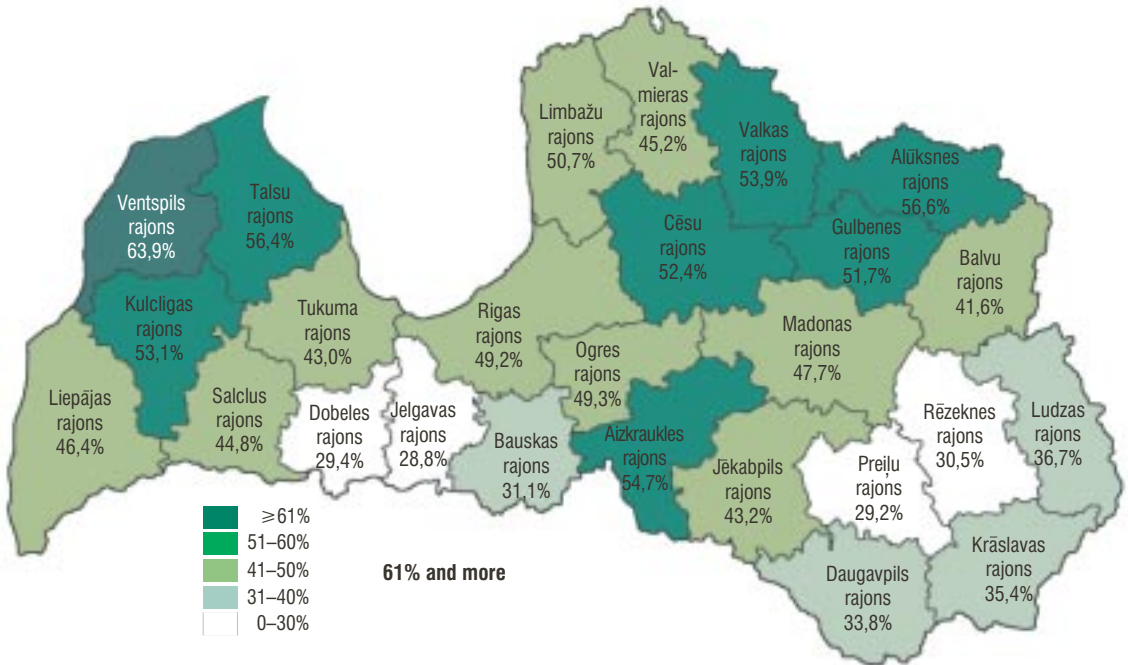 Val-
mieras
rajons
45,2%
Limbažu
rajons
50,7%
Valkas
rajons
53,9%
Alūksnes
rajons
56,6%
Ventspils
rajons
63,9%
Talsu
rajons
56,4%
Cēsu
rajons
52,4%
Gulbenes
rajons
51,7%
Balvu
rajons
41,6%
Kulcligas
rajons
53,1%
Tukuma
rajons
43,0%
Rigas
rajons
49,2%
Ogres
rajons
49,3%
Madonas
rajons
47,7%
Liepājas
rajons
46,4%
Salclus
rajons
44,8%
Dobeles
rajons
29,4%
Jelgavas
rajons
28,8%
Bauskas
rajons
31,1%
Aizkraukles
rajons
54,7%
Jēkabpils
rajons
43,2%
Preiļu
rajons
29,2%
Rēzeknes
rajons
30,5%
Ludzas
rajons
36,7%
Daugavpils
rajons
33,8%
Krāslavas
rajons
35,4%
≥61%
51–60%
41–50%
31–40%
0–30%
61% and more